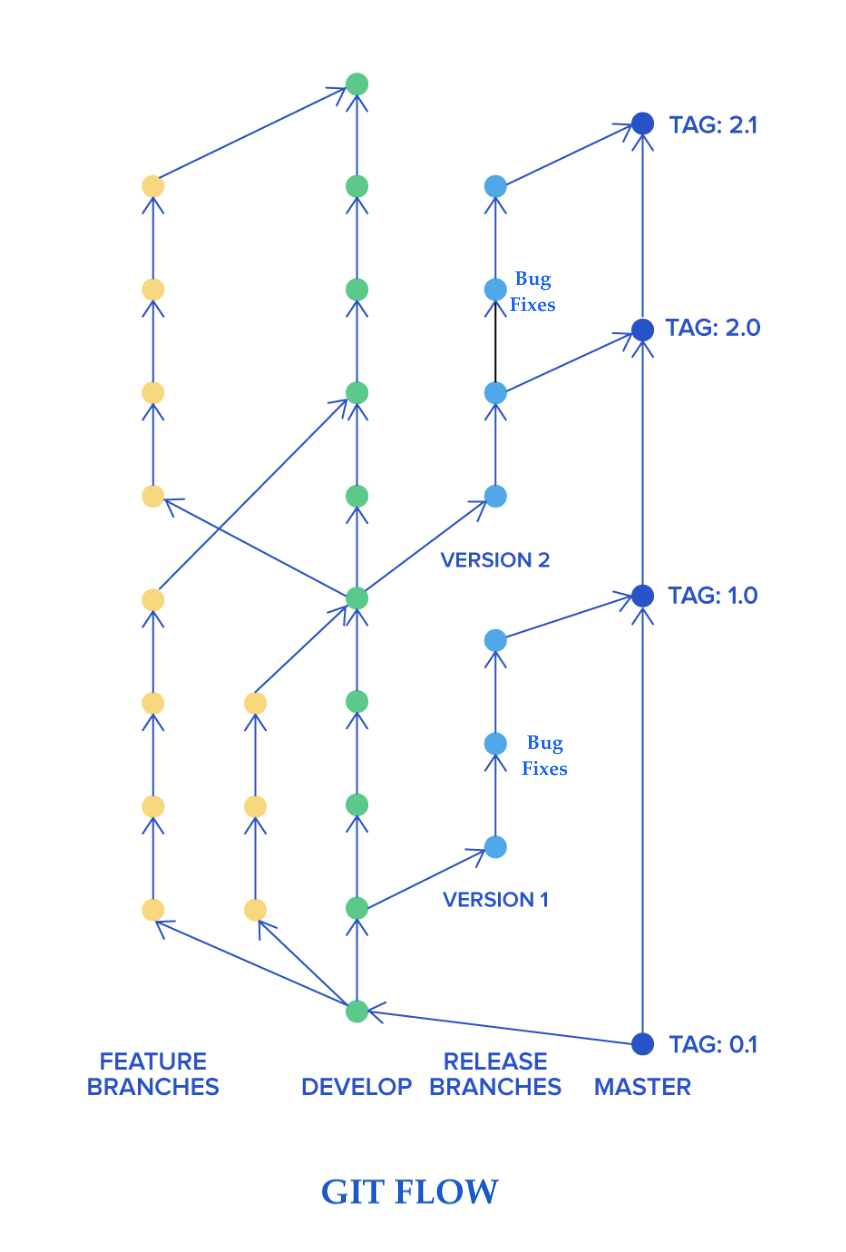 TAG: 2.1
Bug
Fixes
TAG: 2.0
VERSION 2
TAG: 1.0
Bug
Fixes
VERSION 1
TAG: 0.1
FEATURE
BRANCHES
DEVELOP
RELEASE
BRANCHES
MASTER
GIT FLOW